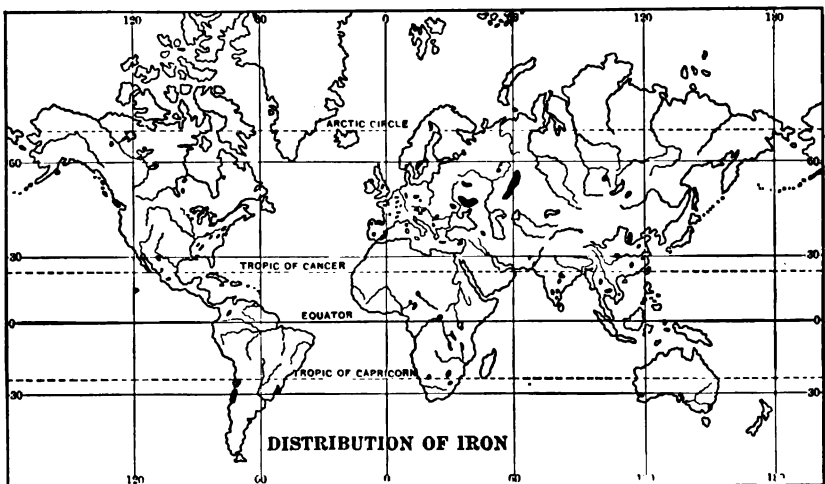 120 60 0 60 120 180
ARCTIC CIRCLE
60 60
30 30
TROPIC OF CANCER
EQUATOR
0 0
TROPIC OF CAPRICORN
30 30
DISTRIBUTION OF IRON
120 60 0 60